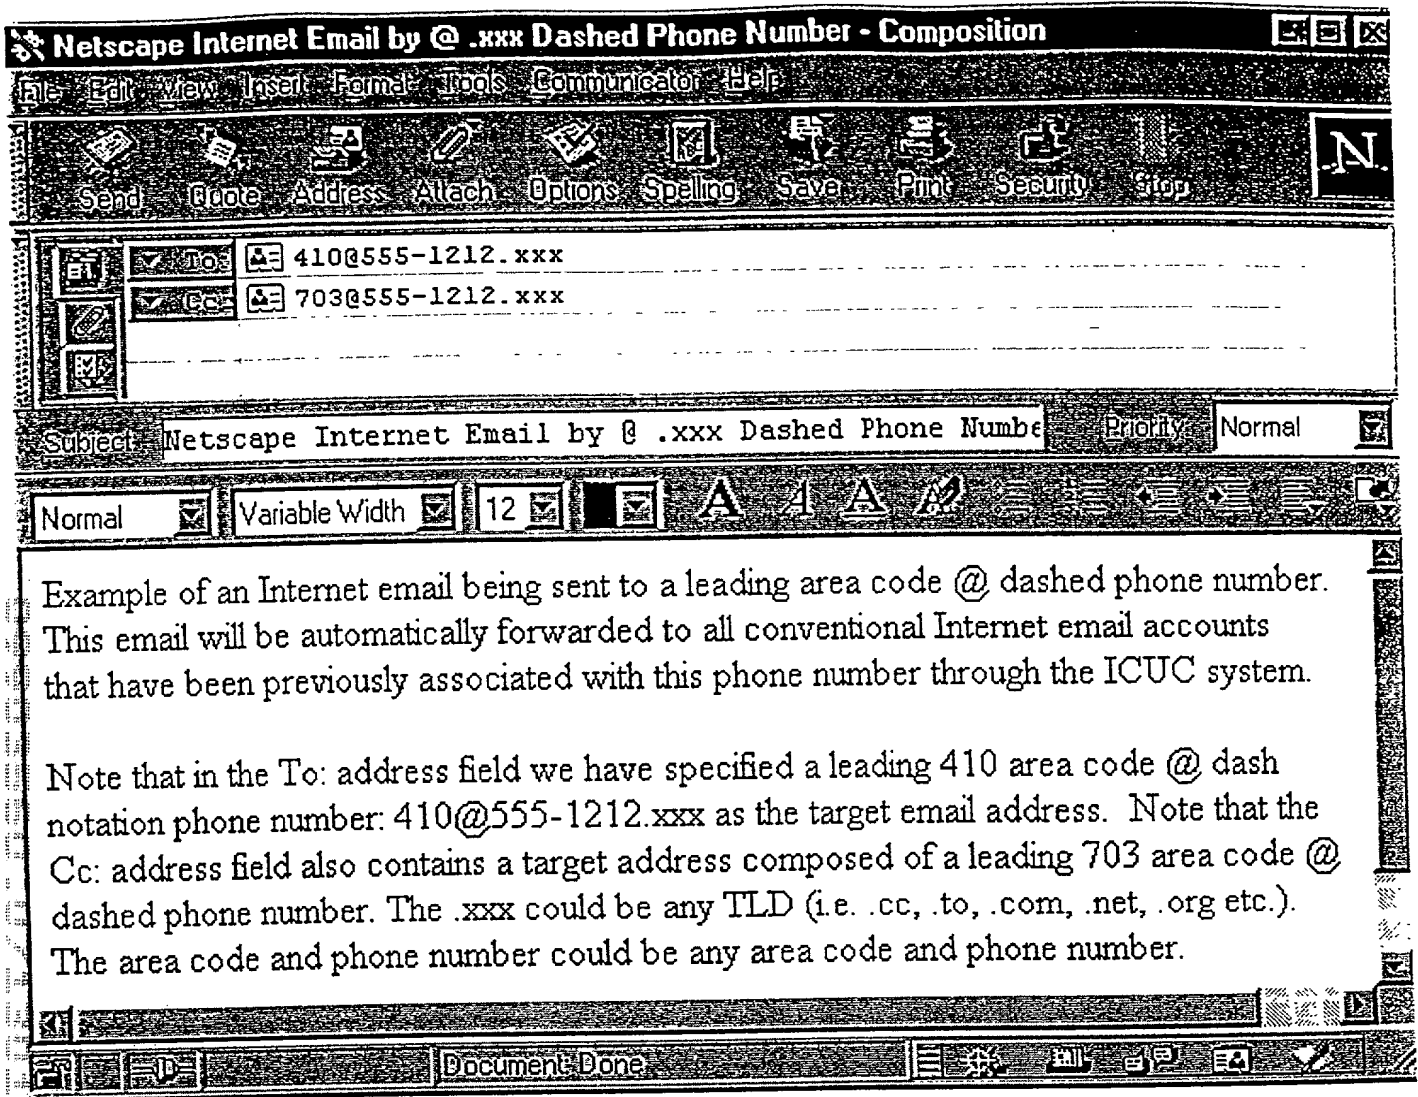 Netscape Internet Email by @ .xxx Dashed Phone Number - Composition
File Edit View Insert Format Tools Communicator Help
Send Quote Address Attach Options Spelling Save Print Security Stop
N
To: 410@555-1212.xxx
Cc: 703@555-1212.xxx
Subject: Netscape Internet Email by @ .xxx Dashed Phone Numbe Priority: Normal
Normal Variable Width 12
Example of an Internet email being sent to a leading area code @ dashed phone number.
This email will be automatically forwarded to all conventional Internet email accounts
that have been previously associated with this phone number through the ICUC system.
Note that in the To: address field we have specified a leading 410 area code @ dash
notation phone number: 410@555-1212.xxx as the target email address. Note that the
Cc: address field also contains a target address composed of a leading 703 area code @
dashed phone number. The .xxx could be any TLD (i.e. .cc, .to, .com, .net, .org etc.).
The area code and phone number could be any area code and phone number.
Document: Done